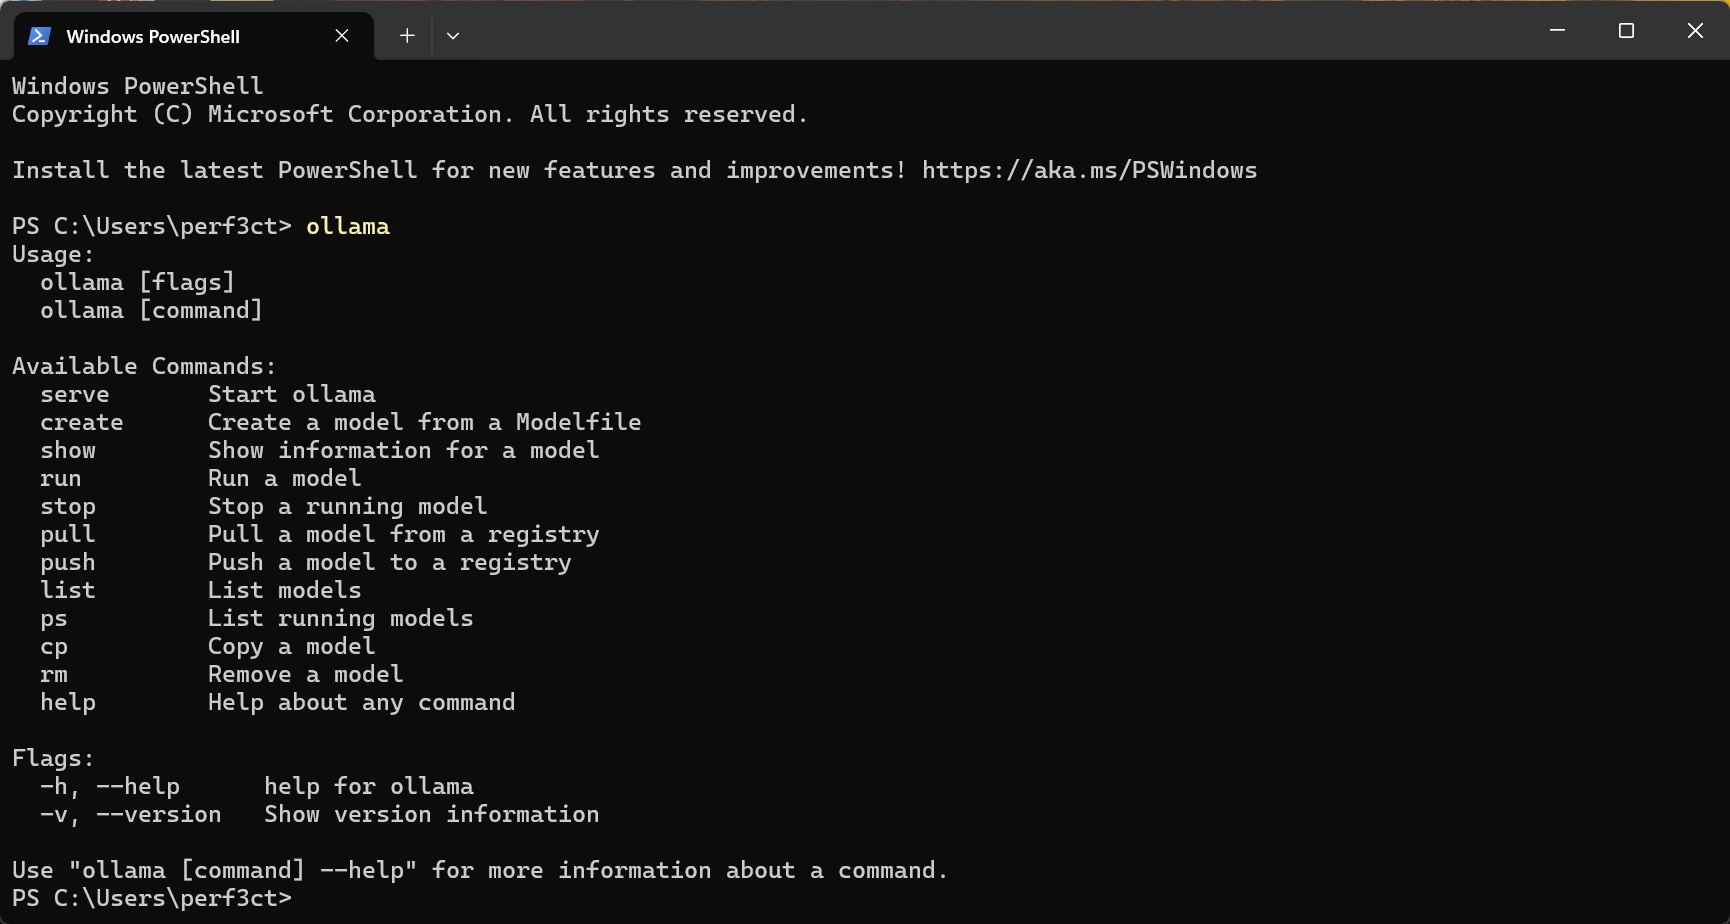 Windows PowerShell
Windows PowerShell
Copyright (C) Microsoft Corporation. All rights reserved.
Install the latest PowerShell for new features and improvements! https://aka.ms/PSWindows
PS C:\Users\perf3ct> ollama
Usage:
  ollama [flags]
  ollama [command]
Available Commands:
  serve       Start ollama
  create      Create a model from a Modelfile
  show        Show information for a model
  run         Run a model
  stop        Stop a running model
  pull        Pull a model from a registry
  push        Push a model to a registry
  list        List models
  ps          List running models
  cp          Copy a model
  rm          Remove a model
  help        Help about any command
Flags:
  -h, --help      help for ollama
  -v, --version   Show version information
Use "ollama [command] --help" for more information about a command.
PS C:\Users\perf3ct>